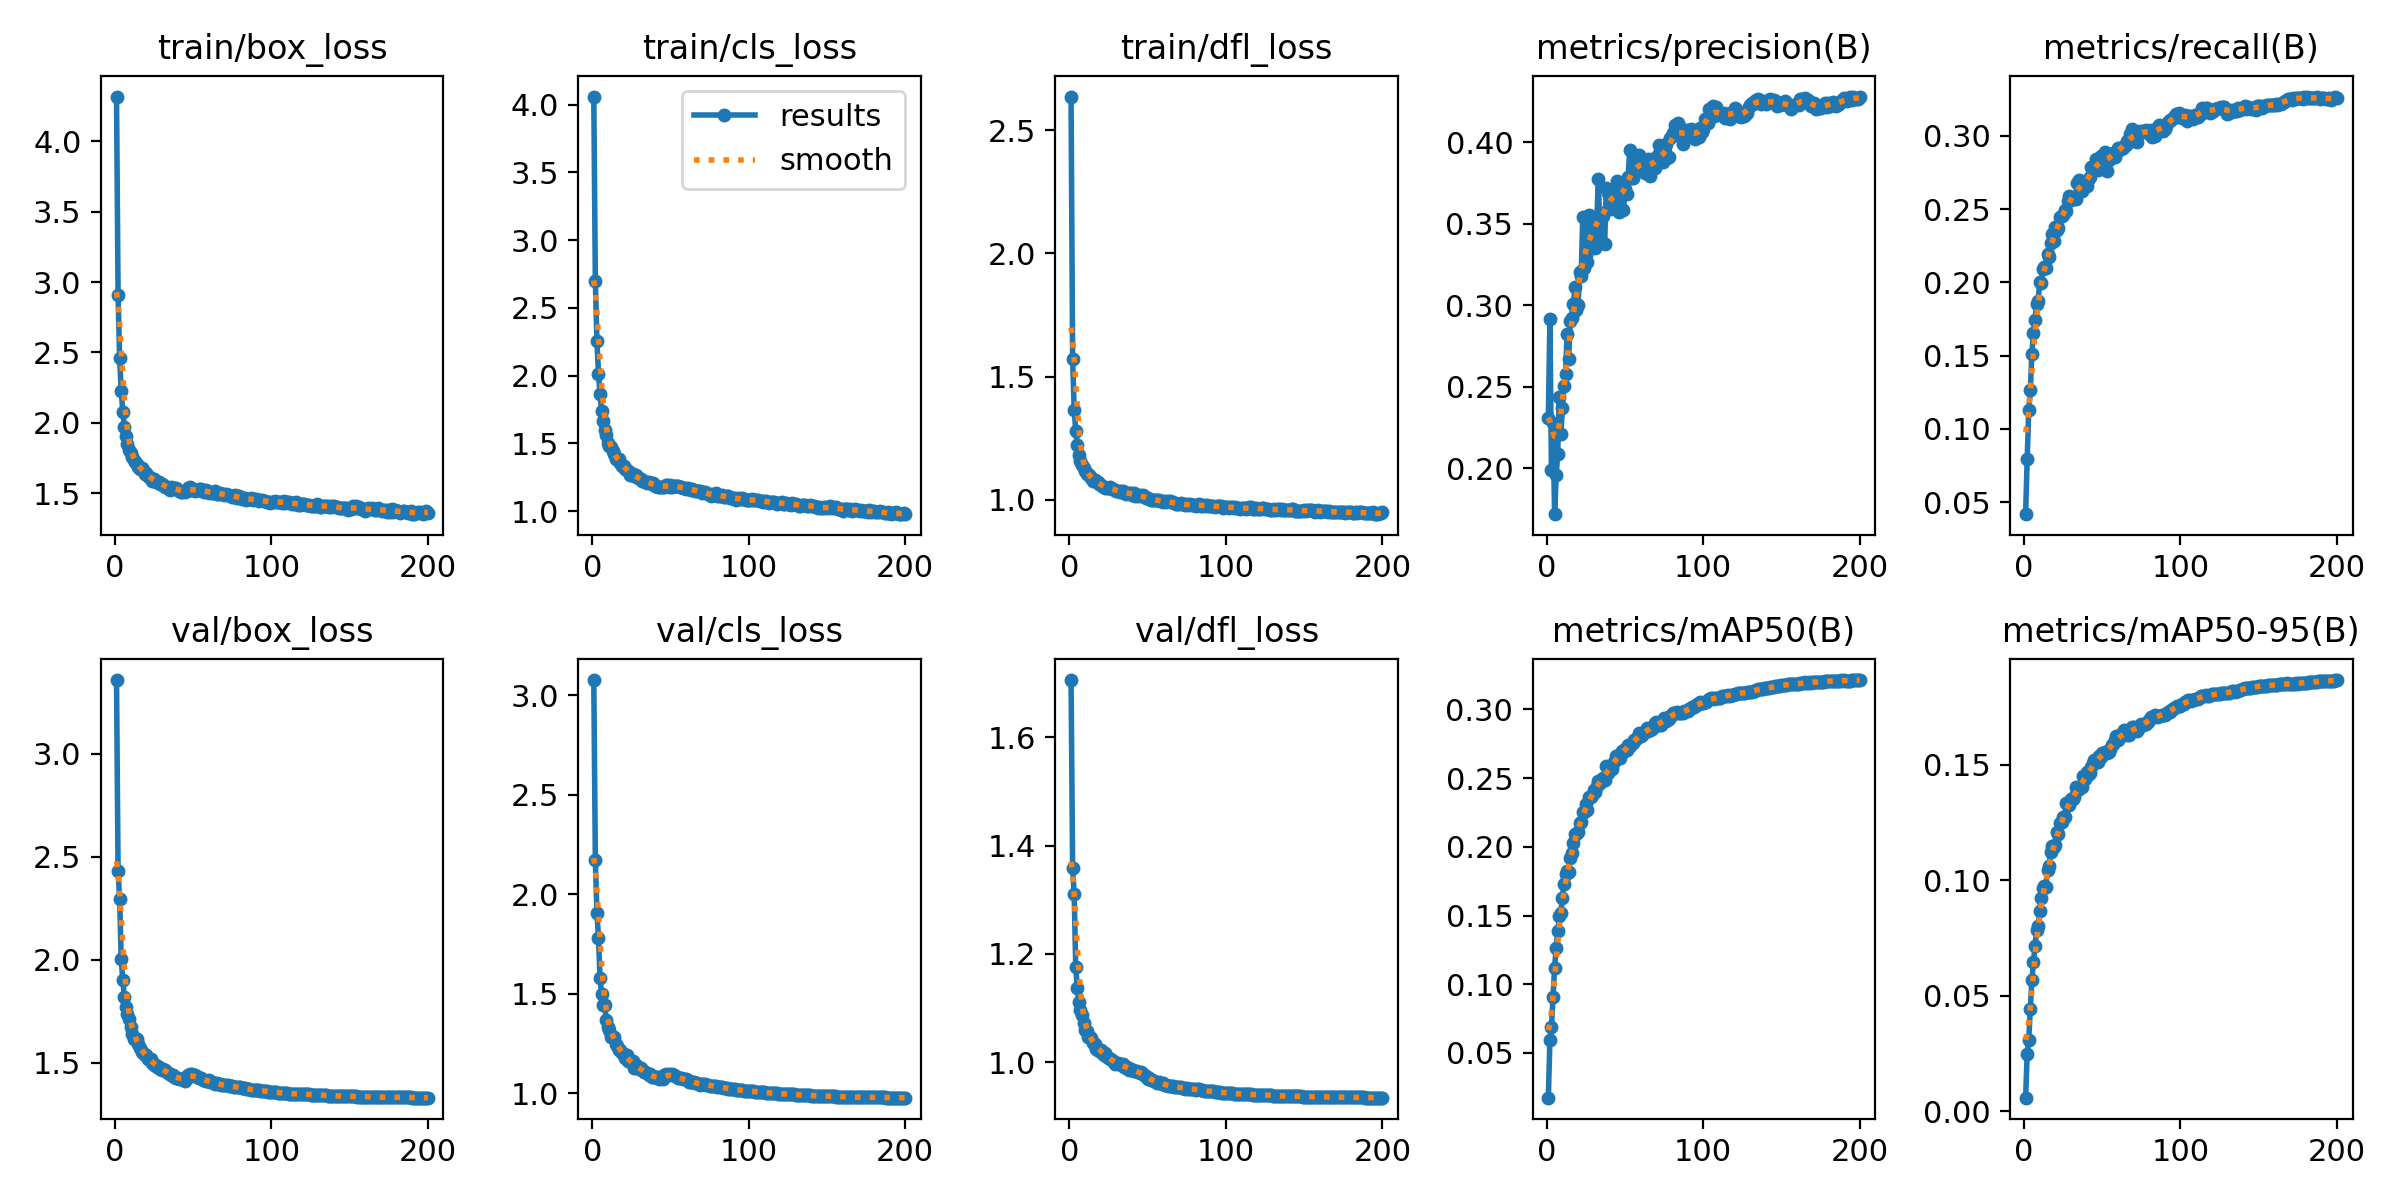 train/box_loss
4.0
3.5
3.0
2.5
2.0
1.5
0 100 200
train/cls_loss
results
smooth
4.0
3.5
3.0
2.5
2.0
1.5
1.0
0 100 200
train/dfl_loss
2.5
2.0
1.5
1.0
0 100 200
metrics/precision(B)
0.40
0.35
0.30
0.25
0.20
0 100 200
metrics/recall(B)
0.30
0.25
0.20
0.15
0.10
0.05
0 100 200
val/box_loss
3.0
2.5
2.0
1.5
0 100 200
val/cls_loss
3.0
2.5
2.0
1.5
1.0
0 100 200
val/dfl_loss
1.6
1.4
1.2
1.0
0 100 200
metrics/mAP50(B)
0.30
0.25
0.20
0.15
0.10
0.05
0 100 200
metrics/mAP50-95(B)
0.15
0.10
0.05
0.00
0 100 200